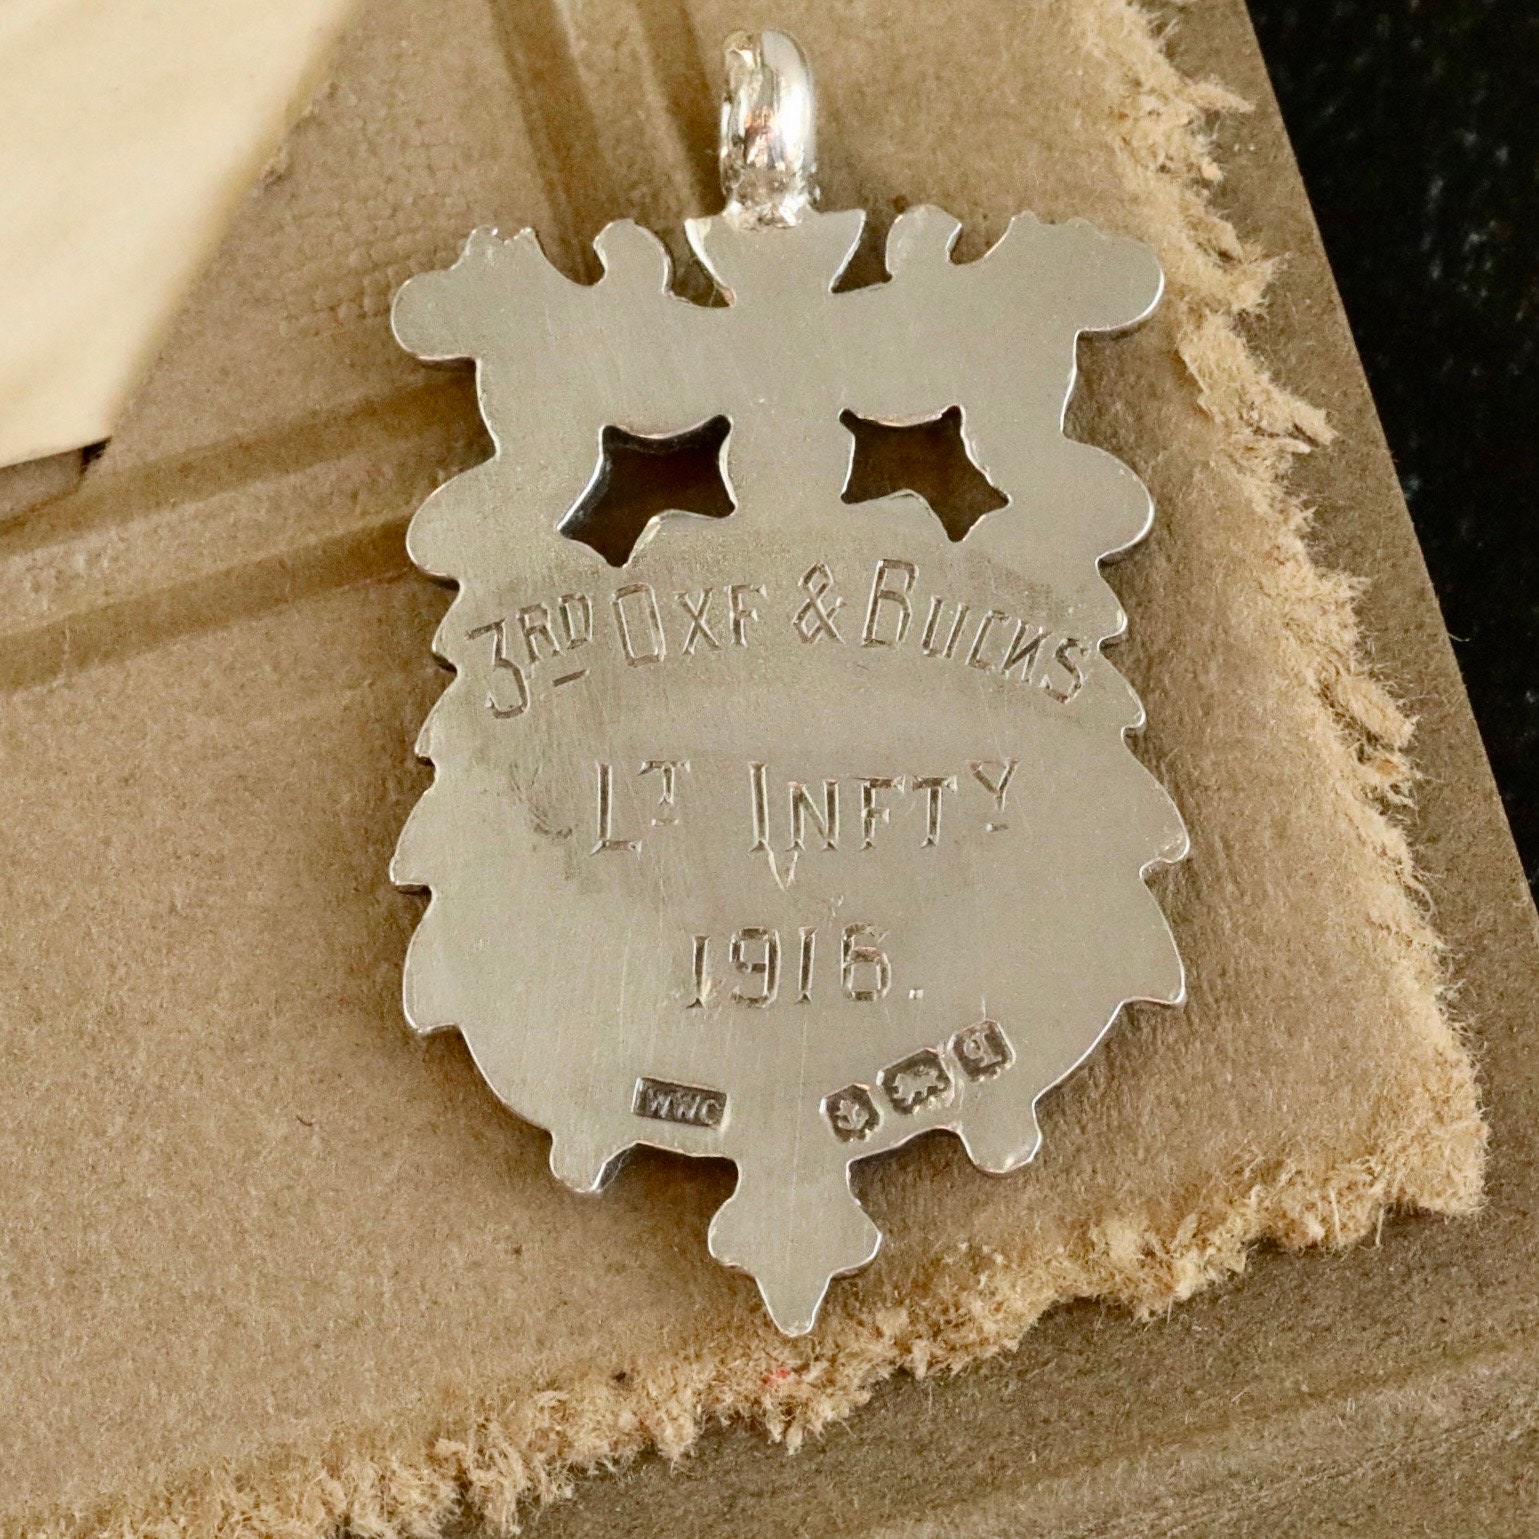 3RD OXF & BUCKS
LT INFTY
1916.
WWC